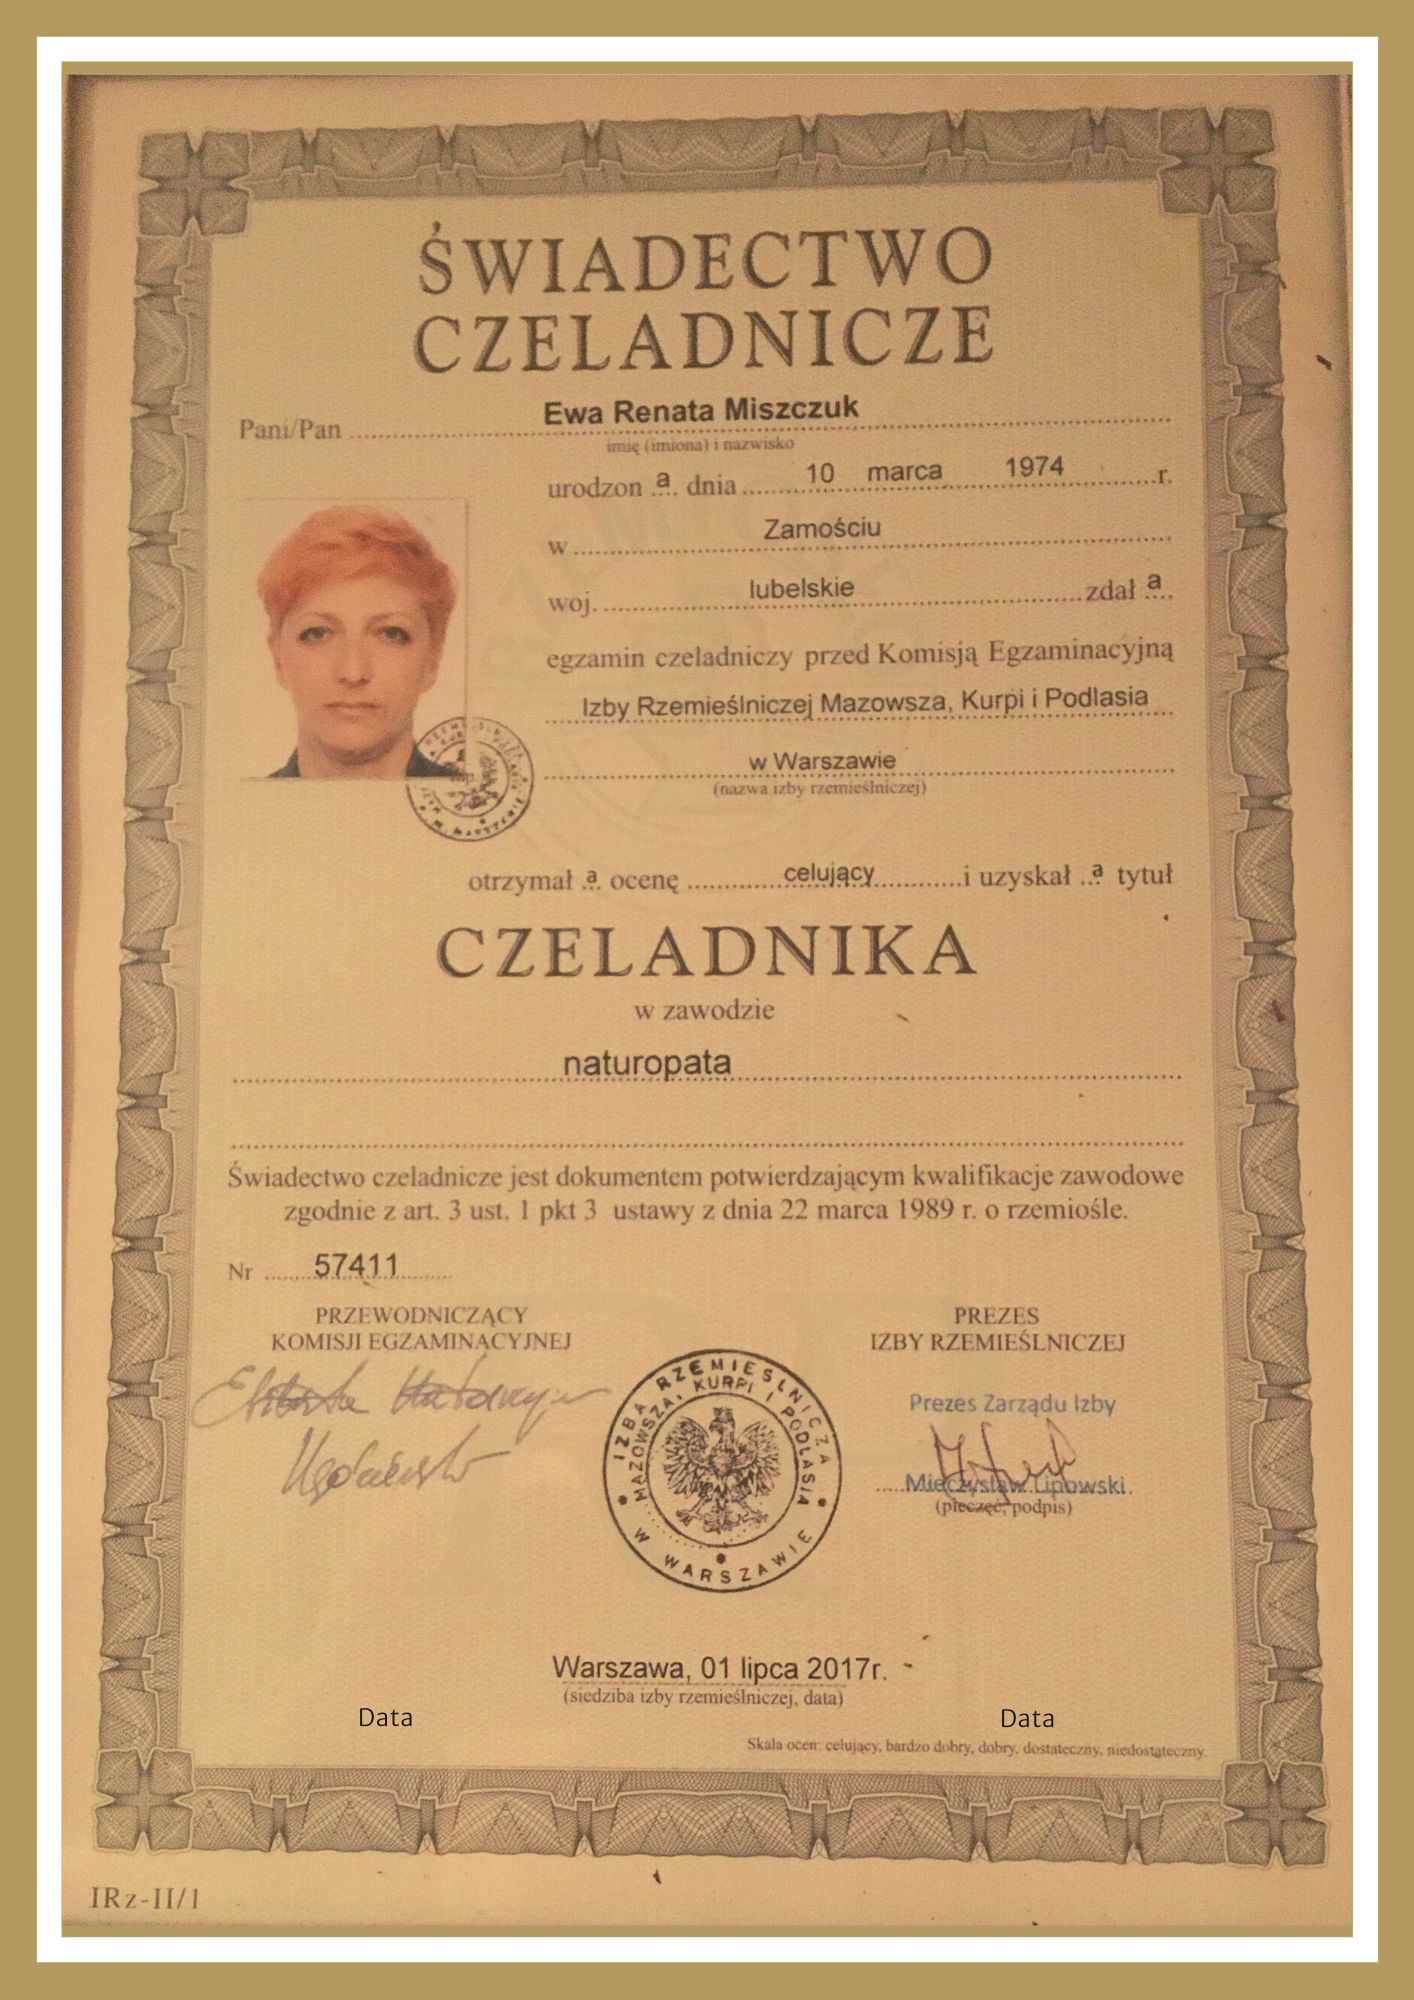 ŚWIADECTWO
CZELADNICZE
Pani/Pan Ewa Renata Miszczuk
imię (imiona) i nazwisko
urodzon a dnia 10 marca 1974 r.
w Zamościu
woj. lubelskie zdał a
egzamin czeladniczy przed Komisją Egzaminacyjną
Izby Rzemieślniczej Mazowsza, Kurpi i Podlasia
w Warszawie
(nazwa izby rzemieślniczej)
otrzymał a ocenę celujący i uzyskał a tytuł
CZELADNIKA
w zawodzie
naturopata
Świadectwo czeladnicze jest dokumentem potwierdzającym kwalifikacje zawodowe
zgodnie z art. 3 ust. 1 pkt 3 ustawy z dnia 22 marca 1989 r. o rzemiośle.
Nr 57411
PRZEWODNICZĄCY
KOMISJI EGZAMINACYJNEJ
PREZES
IZBY RZEMIEŚLNICZEJ
IZBA RZEMIEŚLNICZA
MAZOWSZA, KURPI I PODLASIA
W WARSZAWIE
Prezes Zarządu Izby
Mieczysław Lipowski
(pieczęć, podpis)
Warszawa, 01 lipca 2017r.
(siedziba izby rzemieślniczej, data)
Data
Data
Skala ocen: celujący, bardzo dobry, dobry, dostateczny, niedostateczny.
IRz-II/1